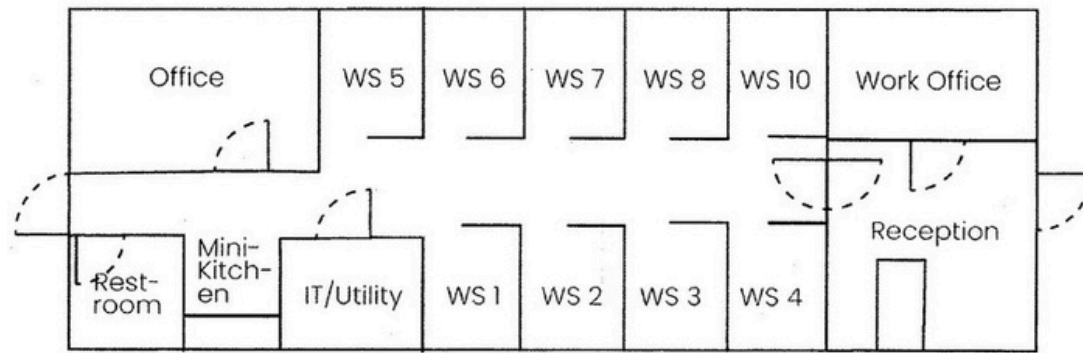 Office
WS 5
WS 6
WS 7
WS 8
WS 10
Work Office
Rest-
room
Mini-
Kitch-
en
IT/Utility
WS 1
WS 2
WS 3
WS 4
Reception